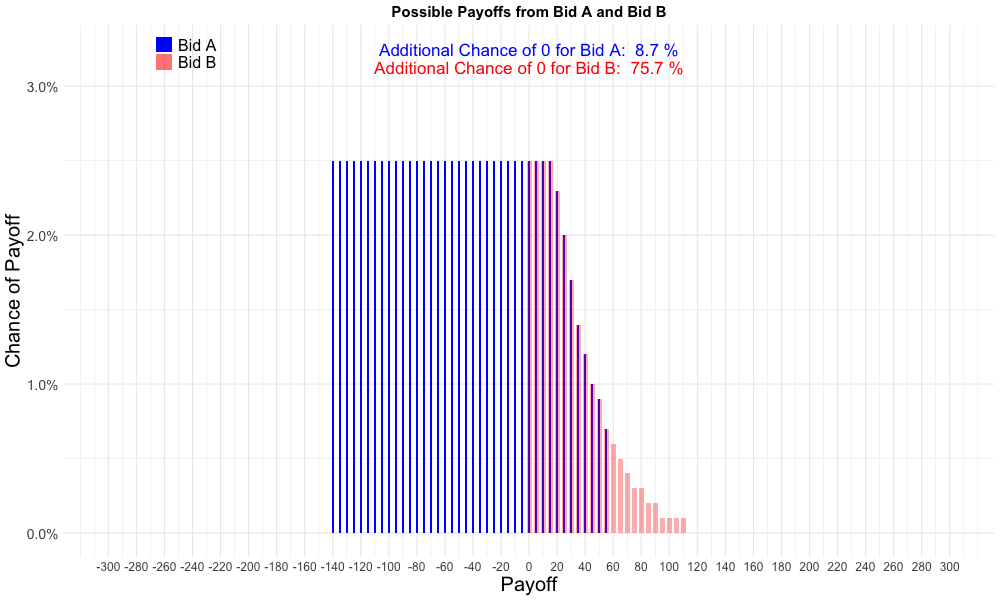 Possible Payoffs from Bid A and Bid B
Bid A
Bid B
Additional Chance of 0 for Bid A: 8.7 %
Additional Chance of 0 for Bid B: 75.7 %
Chance of Payoff
3.0%
2.0%
1.0%
0.0%
-300 -280 -260 -240 -220 -200 -180 -160 -140 -120 -100 -80 -60 -40 -20 0 20 40 60 80 100 120 140 160 180 200 220 240 260 280 300
Payoff